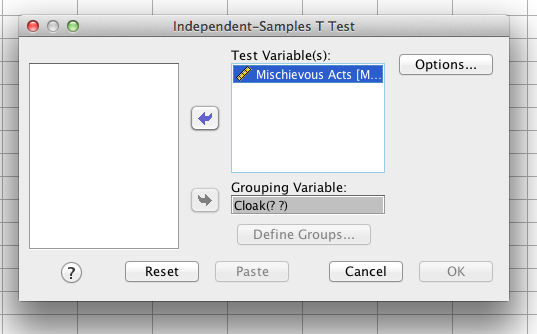 Independent-Samples T Test
Test Variable(s):
Mischievous Acts [M...
Options...
Grouping Variable:
Cloak(? ?)
Define Groups...
?
Reset
Paste
Cancel
OK